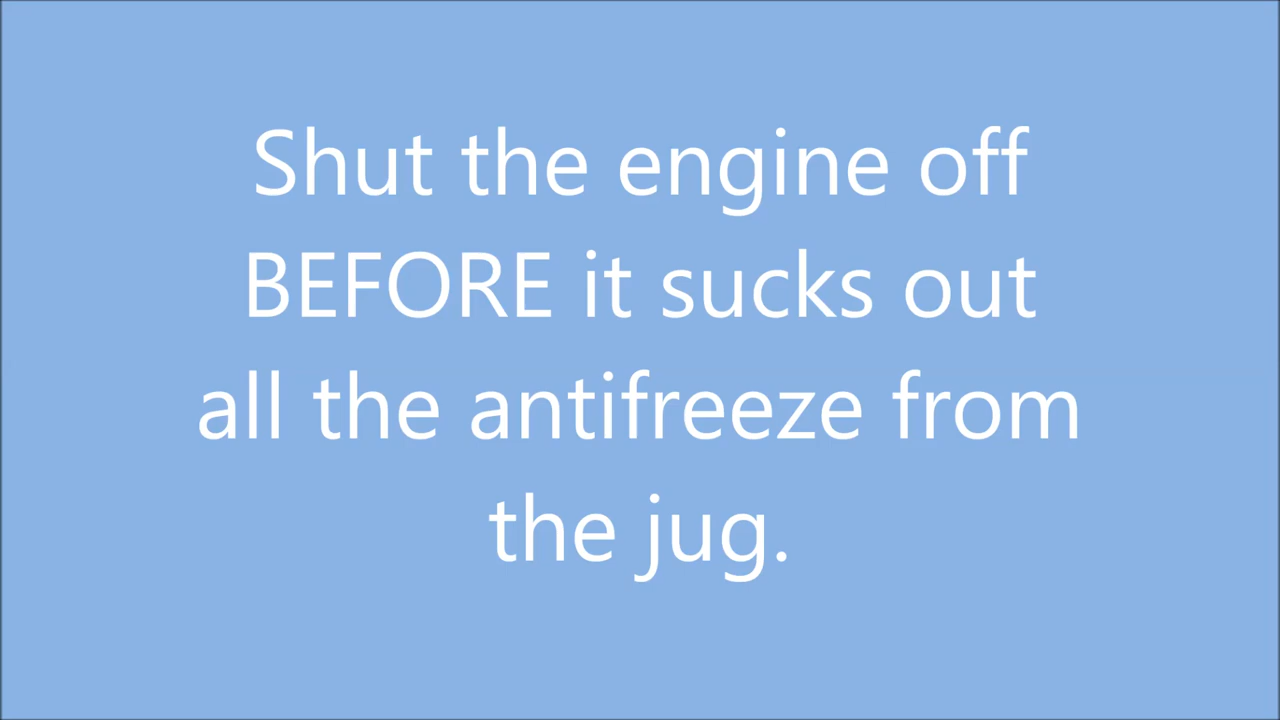 Shut the engine off
BEFORE it sucks out
all the antifreeze from
the jug.